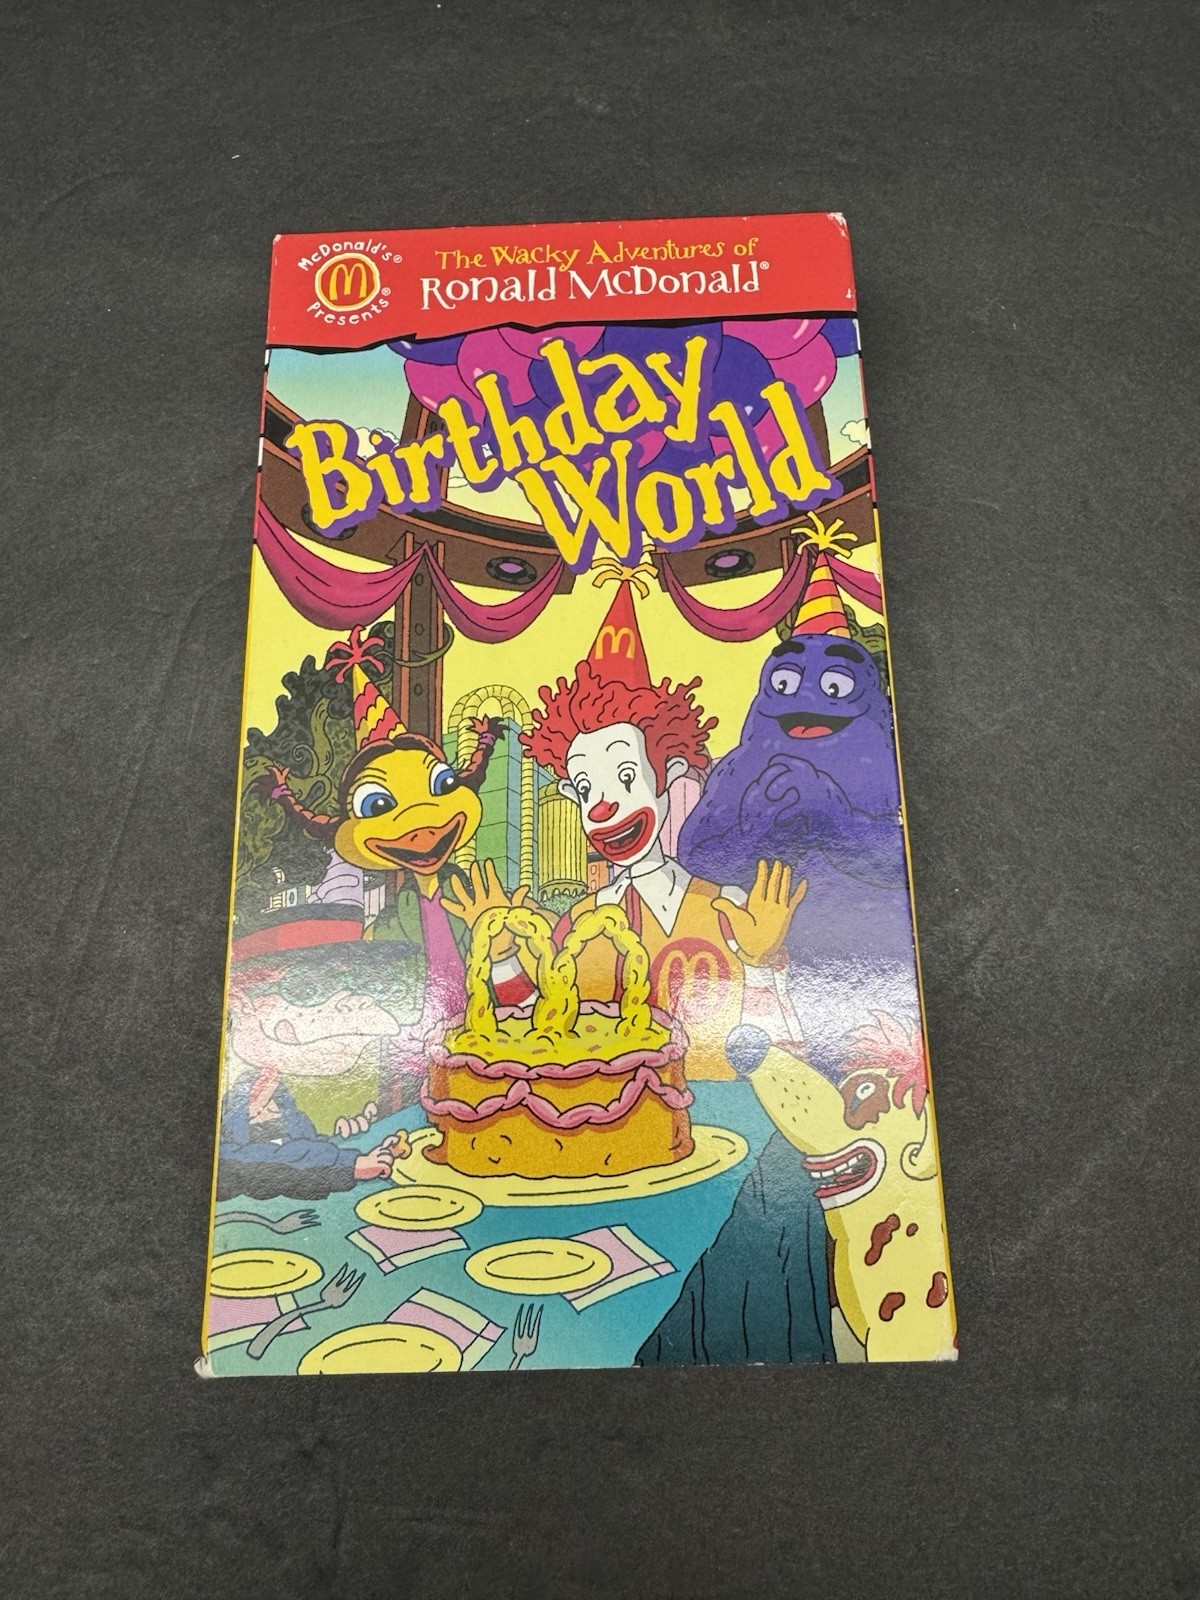 McDonald's®
Presents®
The Wacky Adventures of
Ronald McDonald®
Birthday
World